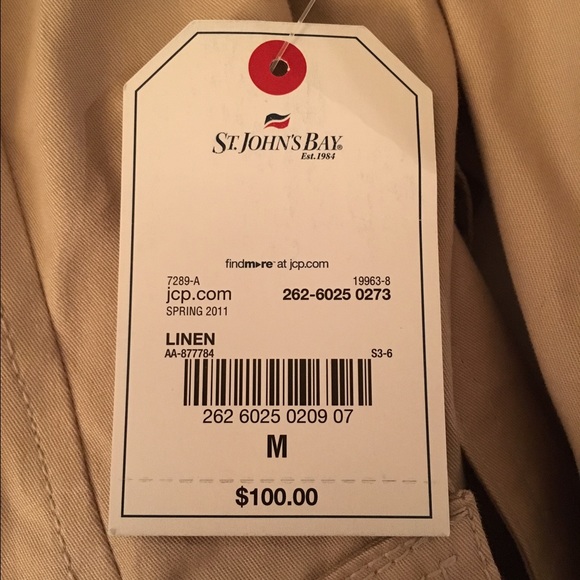 ST. JOHN'S BAY®
Est. 1984
findmore™ at jcp.com
7289-A 19963-8
jcp.com 262-6025 0273
SPRING 2011
LINEN
AA-877784 S3-6
262 6025 0209 07
M
$100.00